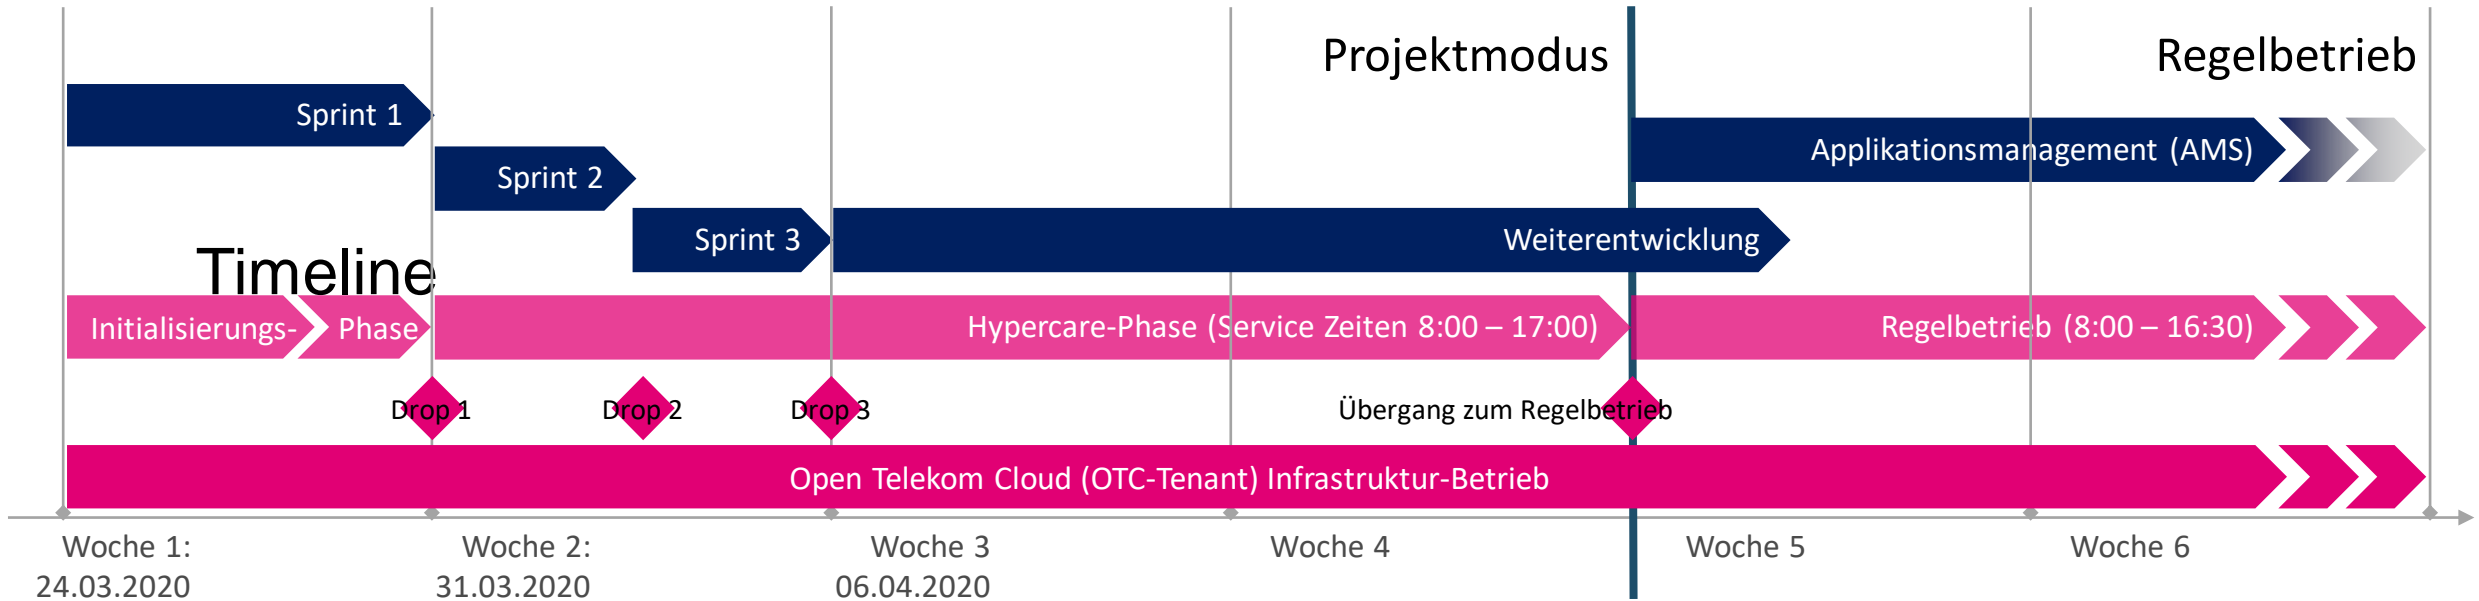 Projektmodus
Regelbetrieb
Sprint 1
Applikationsmanagement (AMS)
Sprint 2
Sprint 3
Weiterentwicklung
Timeline
Initialisierungs-
Phase
Hypercare-Phase (Service Zeiten 8:00 – 17:00)
Regelbetrieb (8:00 – 16:30)
Drop 1
Drop 2
Drop 3
Übergang zum Regelbetrieb
Open Telekom Cloud (OTC-Tenant) Infrastruktur-Betrieb
Woche 1:
24.03.2020
Woche 2:
31.03.2020
Woche 3
06.04.2020
Woche 4
Woche 5
Woche 6